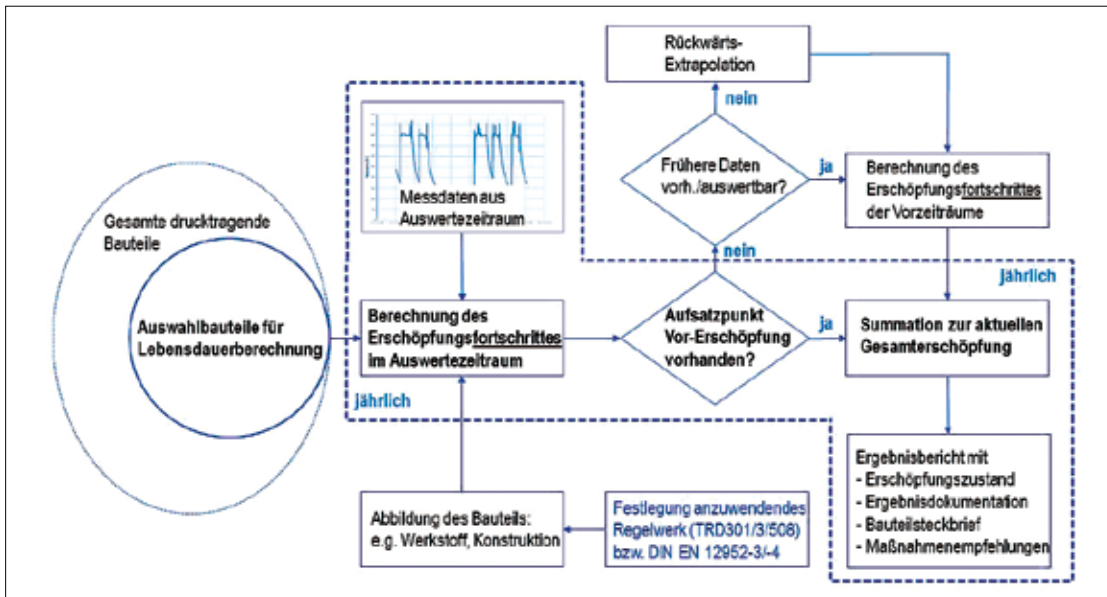 Gesamte drucktragende
Bauteile
Auswahlbauteile für
Lebensdauerberechnung
Messdaten aus
Auswertezeitraum
Berechnung des
Erschöpfungsfortschrittes
im Auswertezeitraum
jährlich
Abbildung des Bauteils:
e.g. Werkstoff, Konstruktion
Festlegung anzuwendendes
Regelwerk (TRD301/3/508)
bzw. DIN EN 12952-3/-4
Rückwärts-
Extrapolation
nein
Frühere Daten
vorh./auswertbar?
ja
Berechnung des
Erschöpfungsfortschrittes
der Vorzeiträume
nein
jährlich
Aufsatzpunkt
Vor-Erschöpfung
vorhanden?
ja
Summation zur aktuellen
Gesamterschöpfung
Ergebnisbericht mit
- Erschöpfungszustand
- Ergebnisdokumentation
- Bauteilsteckbrief
- Maßnahmenempfehlungen